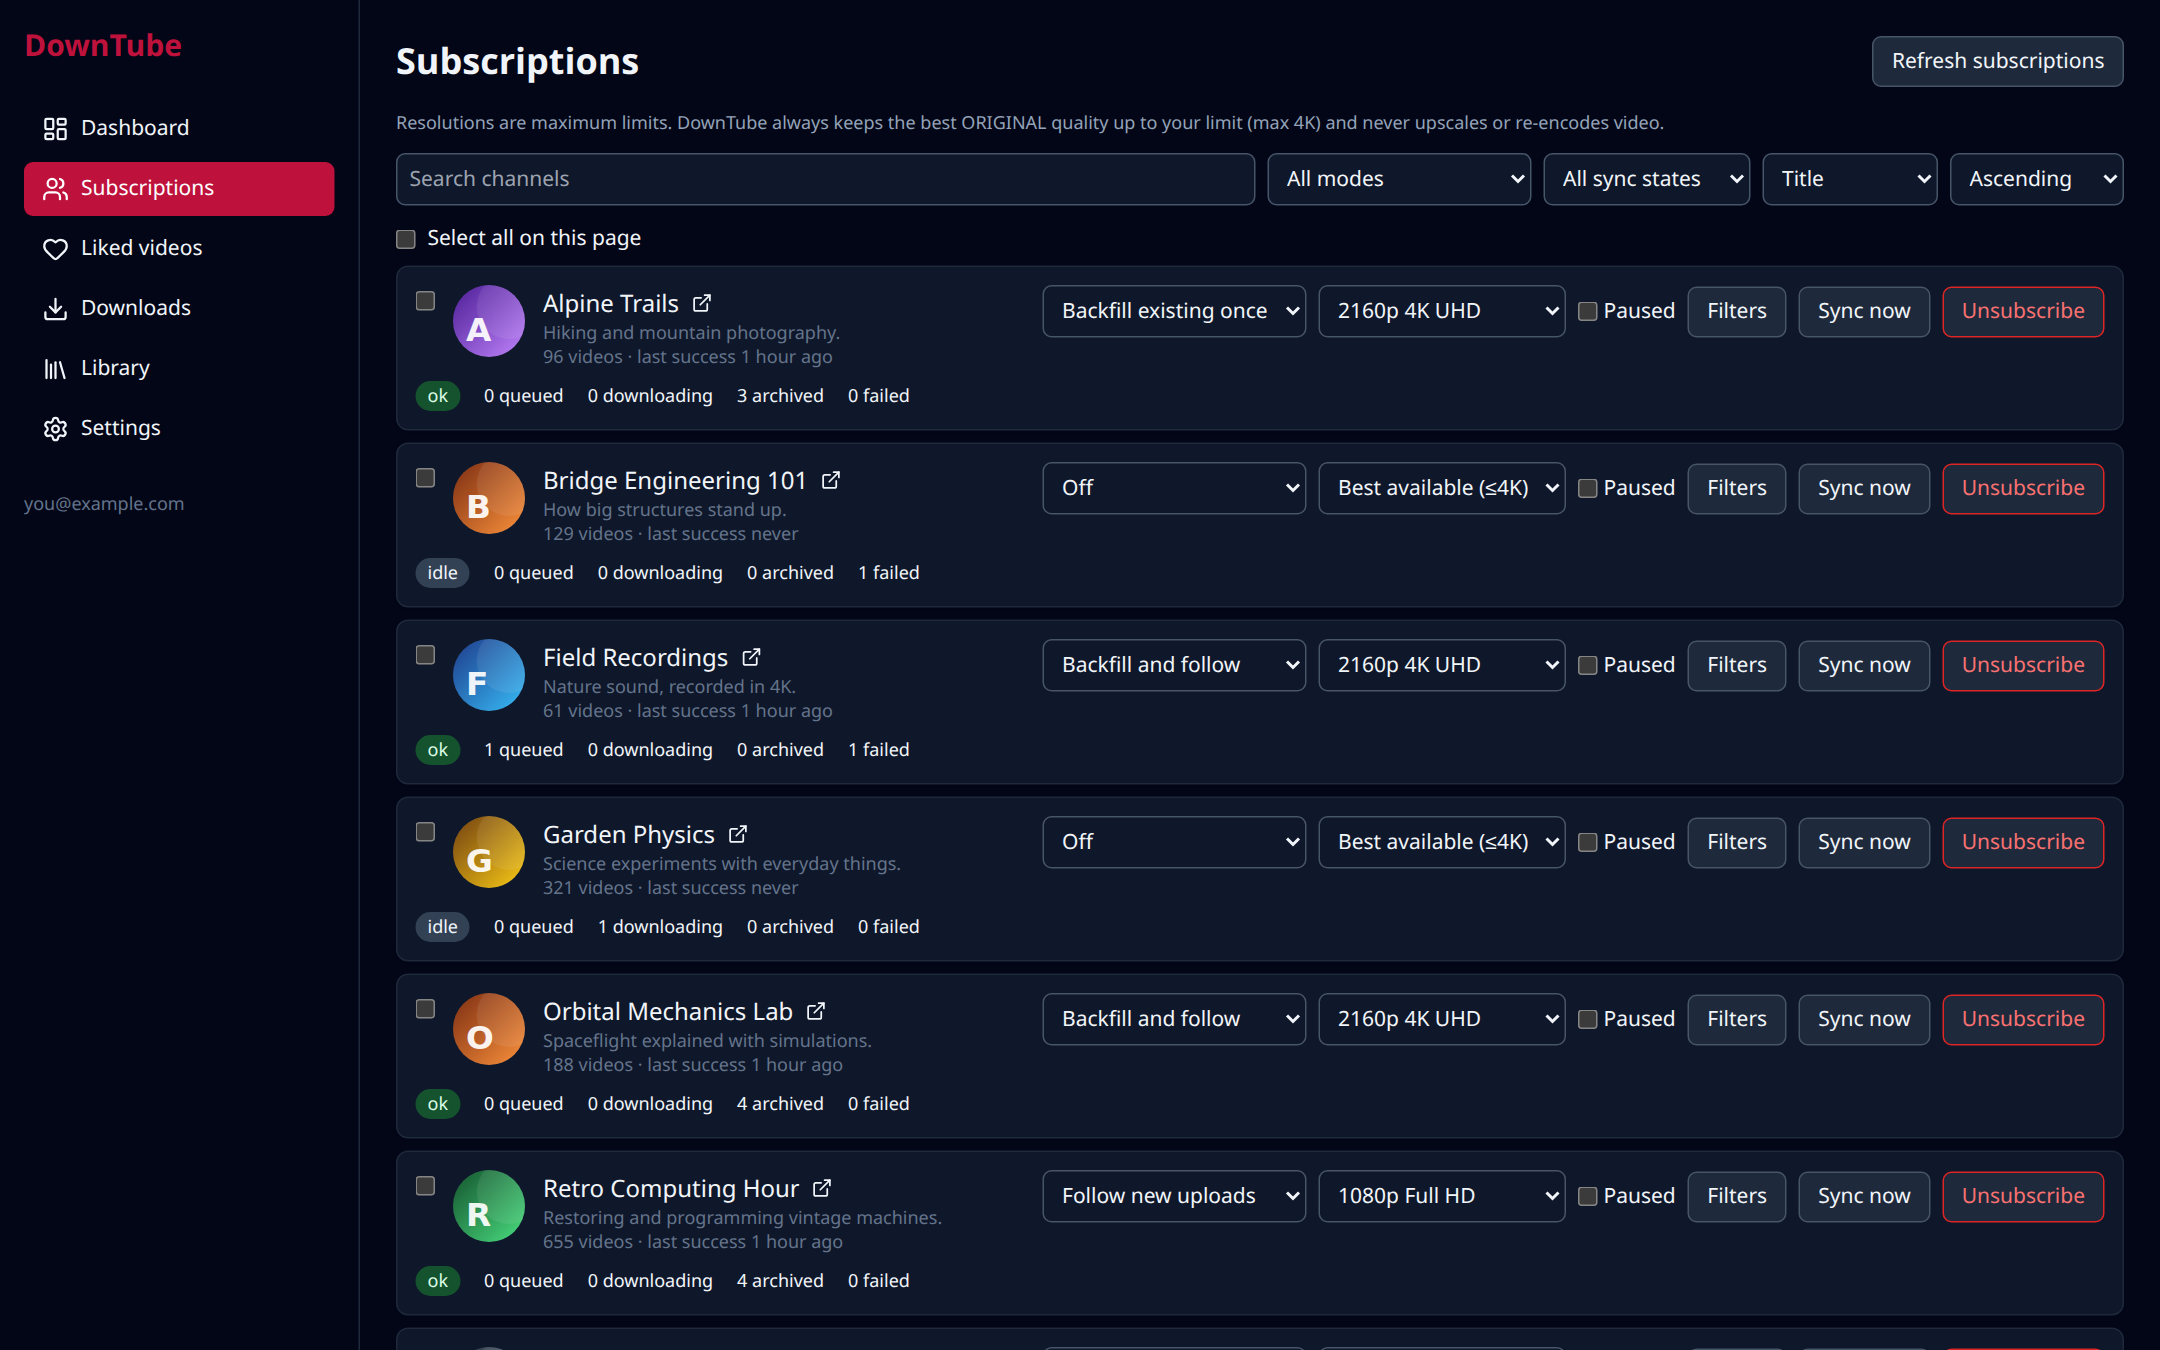 DownTube
Dashboard
Subscriptions
Liked videos
Downloads
Library
Settings
you@example.com
Subscriptions
Refresh subscriptions
Resolutions are maximum limits. DownTube always keeps the best ORIGINAL quality up to your limit (max 4K) and never upscales or re-encodes video.
Search channels All modes All sync states Title Ascending
Select all on this page
A Alpine Trails Backfill existing once 2160p 4K UHD Paused Filters Sync now Unsubscribe
Hiking and mountain photography.
96 videos · last success 1 hour ago
ok 0 queued 0 downloading 3 archived 0 failed
B Bridge Engineering 101 Off Best available (≤4K) Paused Filters Sync now Unsubscribe
How big structures stand up.
129 videos · last success never
idle 0 queued 0 downloading 0 archived 1 failed
F Field Recordings Backfill and follow 2160p 4K UHD Paused Filters Sync now Unsubscribe
Nature sound, recorded in 4K.
61 videos · last success 1 hour ago
ok 1 queued 0 downloading 0 archived 1 failed
G Garden Physics Off Best available (≤4K) Paused Filters Sync now Unsubscribe
Science experiments with everyday things.
321 videos · last success never
idle 0 queued 1 downloading 0 archived 0 failed
O Orbital Mechanics Lab Backfill and follow 2160p 4K UHD Paused Filters Sync now Unsubscribe
Spaceflight explained with simulations.
188 videos · last success 1 hour ago
ok 0 queued 0 downloading 4 archived 0 failed
R Retro Computing Hour Follow new uploads 1080p Full HD Paused Filters Sync now Unsubscribe
Restoring and programming vintage machines.
655 videos · last success 1 hour ago
ok 0 queued 0 downloading 4 archived 0 failed